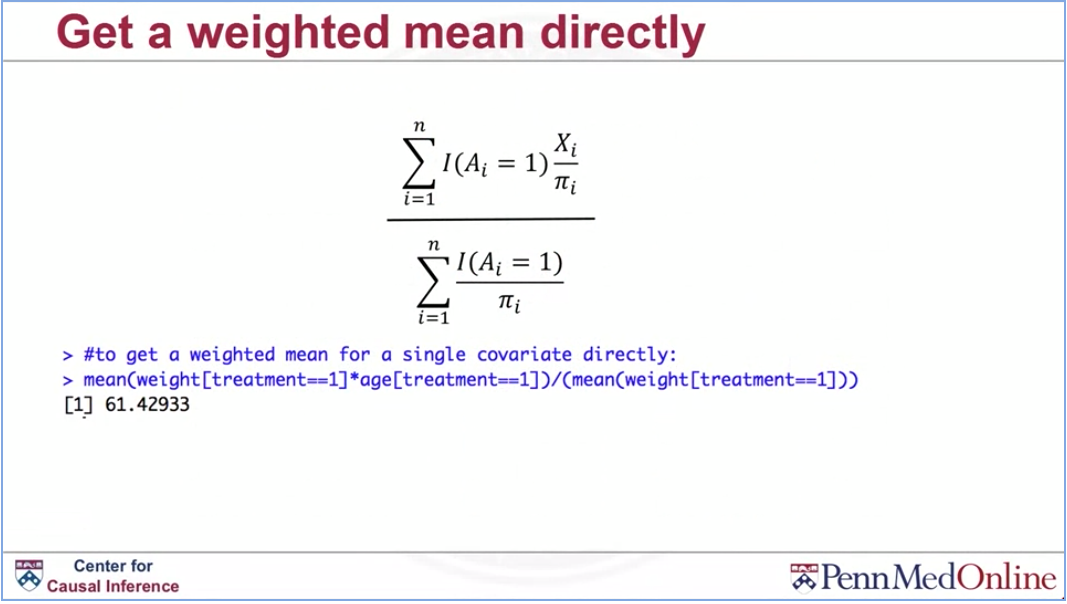 Get a weighted mean directly
n
∑ I(Aᵢ = 1) Xᵢ/πᵢ
i=1
n
∑ I(Aᵢ = 1)/πᵢ
i=1
> #to get a weighted mean for a single covariate directly:
> mean(weight[treatment==1]*age[treatment==1])/(mean(weight[treatment==1]))
[1] 61.42933
Center for
Causal Inference
PennMedOnline